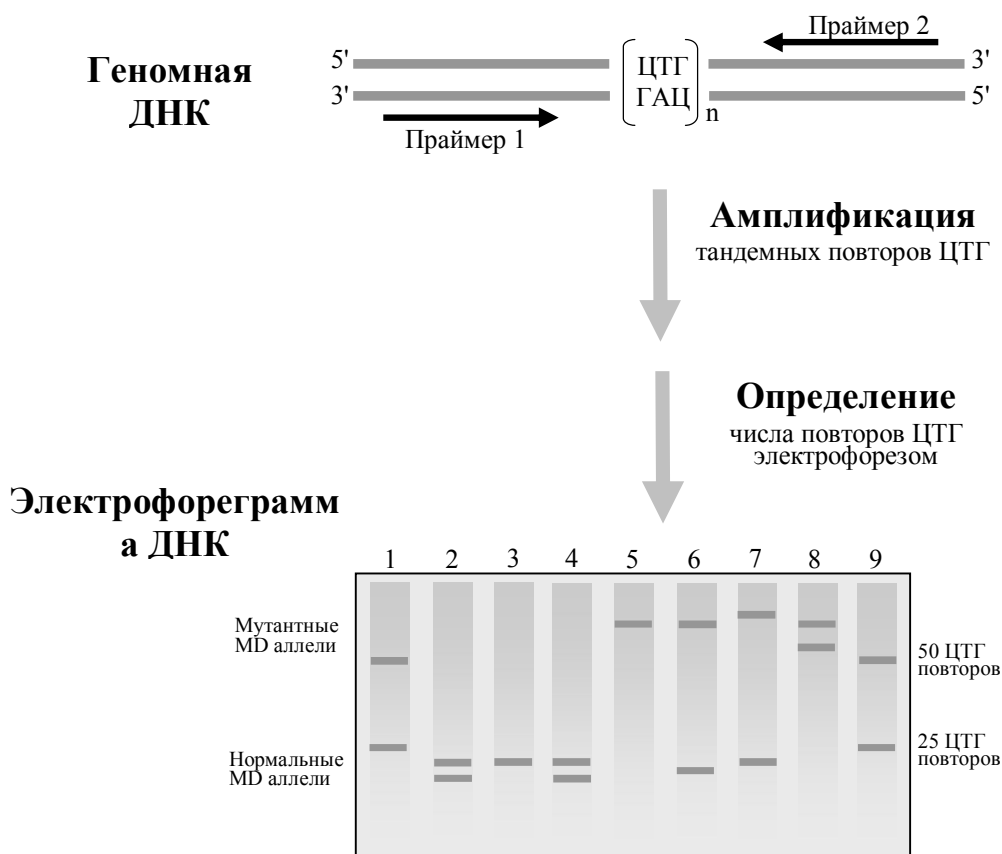 Праймер 2
Геномная
ДНК
5'
ЦТГ
3'
3'
ГАЦ
5'
n
Праймер 1
Амплификация
тандемных повторов ЦТГ
Определение
числа повторов ЦТГ
электрофорезом
Электрофореграмм
а ДНК
1 2 3 4 5 6 7 8 9
Мутантные
MD аллели
50 ЦТГ
повторов
Нормальные
MD аллели
25 ЦТГ
повторов